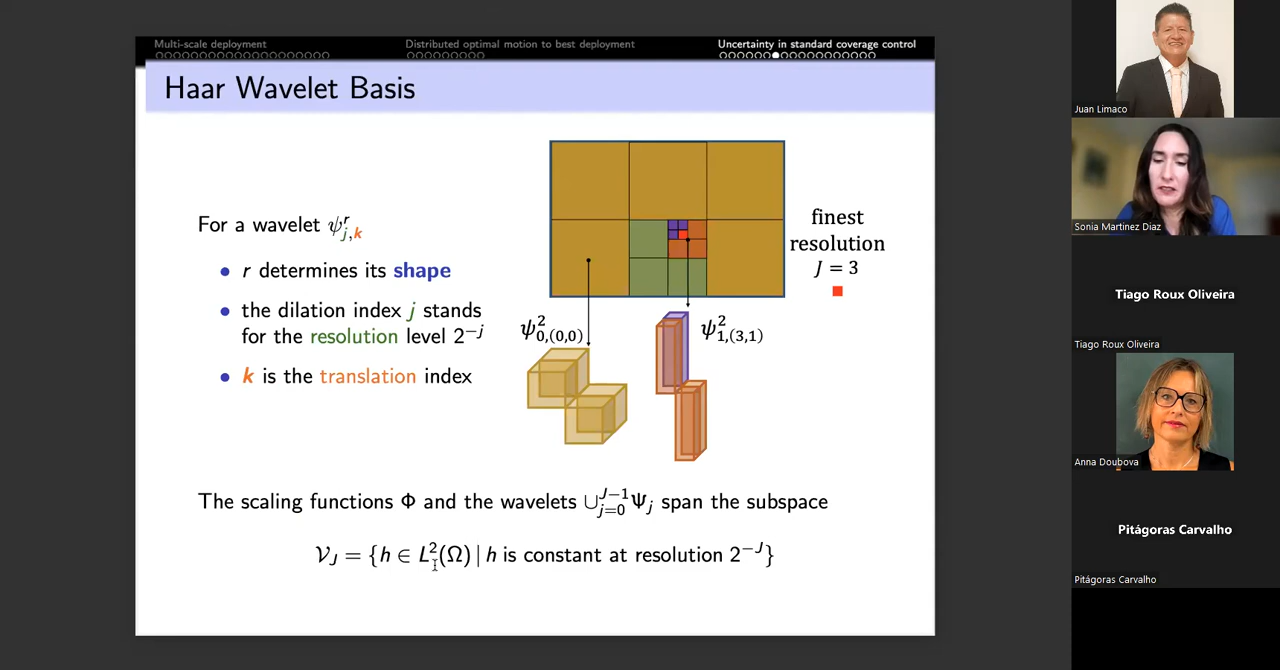 Multi-scale deployment
Distributed optimal motion to best deployment
Uncertainty in standard coverage control
Haar Wavelet Basis
For a wavelet ψʳ_{j,k}
r determines its shape
the dilation index j stands
for the resolution level 2^{−j}
k is the translation index
finest
resolution
J = 3
ψ²_{0,(0,0)}
ψ²_{1,(3,1)}
The scaling functions Φ and the wavelets ∪_{j=0}^{J−1}Ψ_j span the subspace
𝒱_J = {h ∈ L²(Ω) | h is constant at resolution 2^{−J}}
Juan Limaco
Sonia Martinez Diaz
Tiago Roux Oliveira
Tiago Roux Oliveira
Anna Doubova
Pitágoras Carvalho
Pitágoras Carvalho